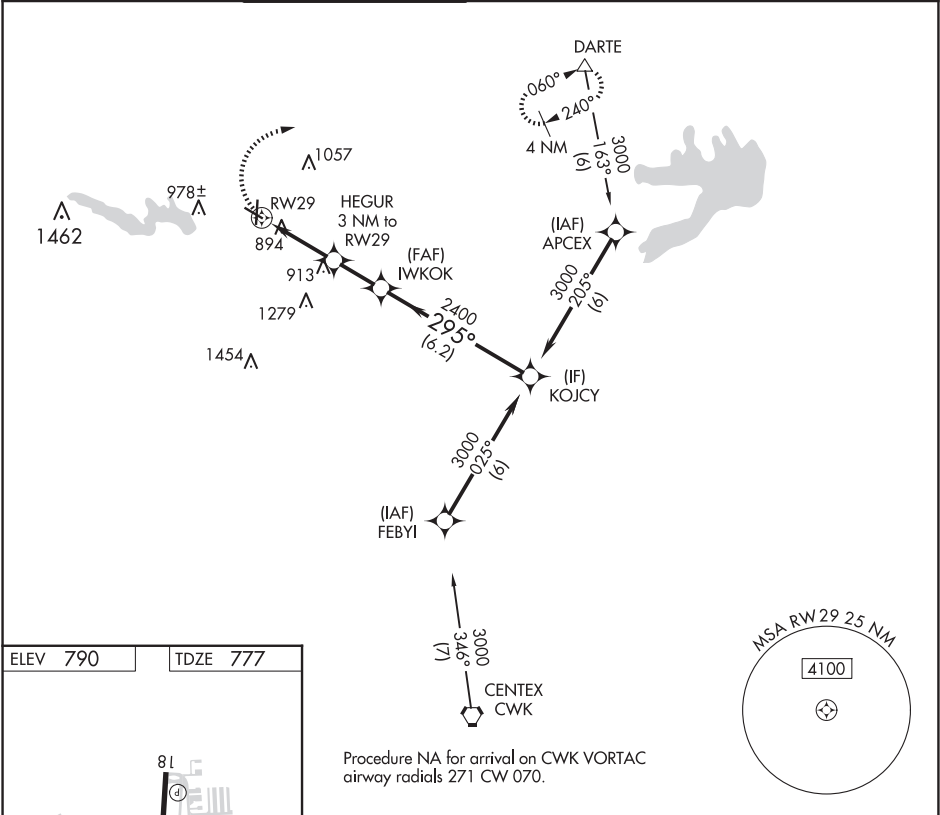 DARTE
060°
240°
4 NM
3000
163°
(6)
1057
978±
RW29
1462
894
HEGUR
3 NM to
RW29
(IAF)
APCEX
(FAF)
IWKOK
913
3000
205°
(6)
1279
2400
295°
(6.2)
1454
(IF)
KOJCY
3000
025°
(6)
(IAF)
FEBYI
MSA RW29 25 NM
4100
3000
346°
(7)
ELEV 790
TDZE 777
CENTEX
CWK
Procedure NA for arrival on CWK VORTAC
airway radials 271 CW 070.
18
P